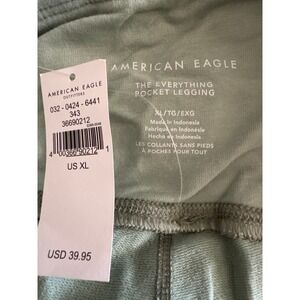 AMERICAN EAGLE
OUTFITTERS
032-0424-6441
343
36690212
US XL
USD 39.95
AMERICAN EAGLE
THE EVERYTHING
POCKET LEGGING
XL/TG/EXG
Made in Indonesia
Fabriqué en Indonésie
Hecho en Indonesia
LES COLLANTS SANS PIEDS
À POCHES POUR TOUT